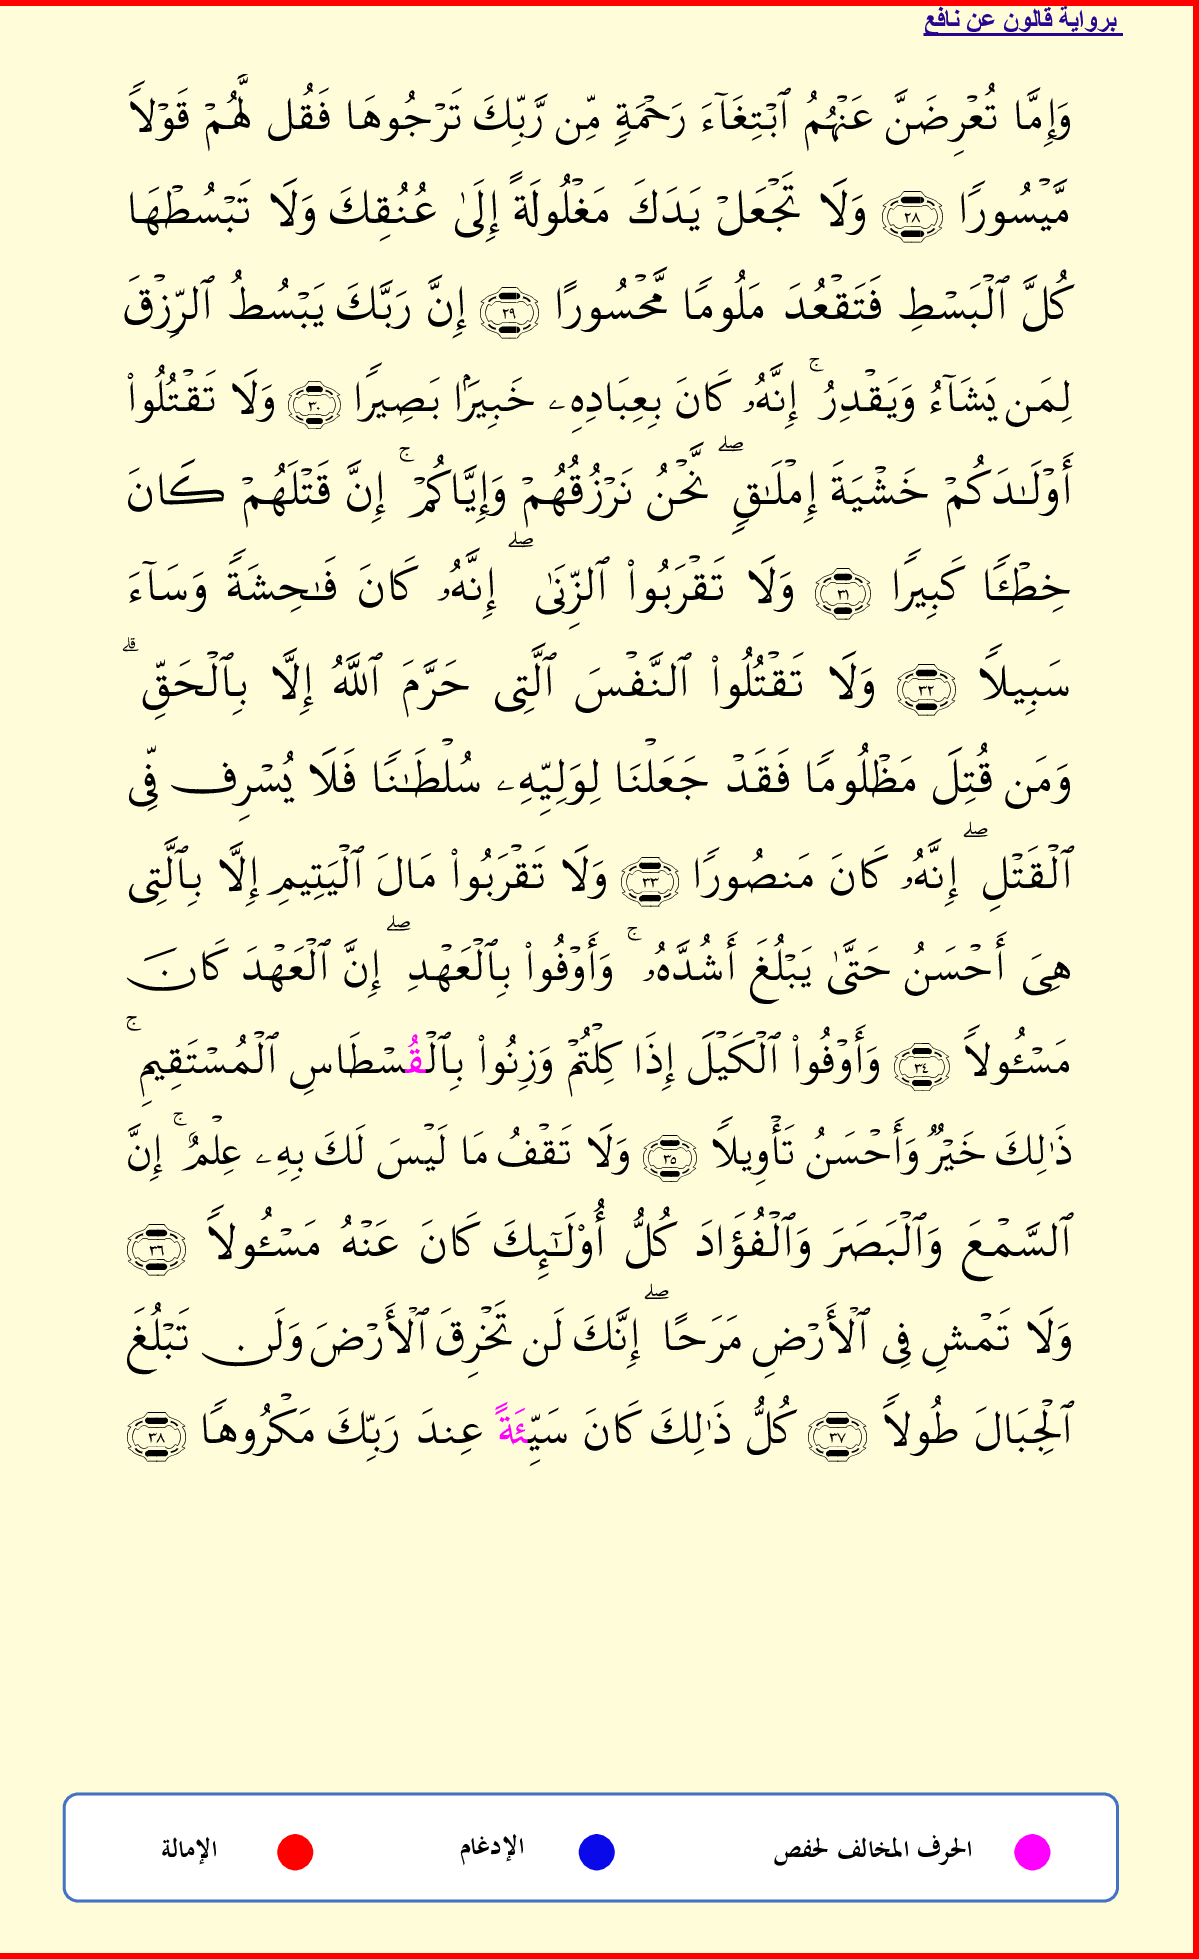 برواية قالون عن نافع
وَإِمَّا تُعْرِضَنَّ عَنْهُمُ ٱبْتِغَآءَ رَحْمَةٍ مِّن رَّبِّكَ تَرْجُوهَا فَقُل لَّهُمْ قَوْلاً
مَّيْسُورًا ٢٨ وَلَا تَجْعَلْ يَدَكَ مَغْلُولَةً إِلَىٰ عُنُقِكَ وَلَا تَبْسُطْهَا
كُلَّ ٱلْبَسْطِ فَتَقْعُدَ مَلُومًا مَّحْسُورًا ٢٩ إِنَّ رَبَّكَ يَبْسُطُ ٱلرِّزْقَ
لِمَن يَشَآءُ وَيَقْدِرُ ۚ إِنَّهُۥ كَانَ بِعِبَادِهِۦ خَبِيرَۢا بَصِيرًا ٣٠ وَلَا تَقْتُلُوا۟
أَوْلَـٰدَكُمْ خَشْيَةَ إِمْلَـٰقٍ ۖ نَّحْنُ نَرْزُقُهُمْ وَإِيَّاكُمْ ۚ إِنَّ قَتْلَهُمْ كَانَ
خِطْـًٔا كَبِيرًا ٣١ وَلَا تَقْرَبُوا۟ ٱلزِّنَىٰ ۖ إِنَّهُۥ كَانَ فَـٰحِشَةً وَسَآءَ
سَبِيلاً ٣٢ وَلَا تَقْتُلُوا۟ ٱلنَّفْسَ ٱلَّتِى حَرَّمَ ٱللَّهُ إِلَّا بِٱلْحَقِّ ۗ
وَمَن قُتِلَ مَظْلُومًا فَقَدْ جَعَلْنَا لِوَلِيِّهِۦ سُلْطَـٰنًا فَلَا يُسْرِف فِّى
ٱلْقَتْلِ ۖ إِنَّهُۥ كَانَ مَنصُورًا ٣٣ وَلَا تَقْرَبُوا۟ مَالَ ٱلْيَتِيمِ إِلَّا بِٱلَّتِى
هِىَ أَحْسَنُ حَتَّىٰ يَبْلُغَ أَشُدَّهُۥ ۚ وَأَوْفُوا۟ بِٱلْعَهْدِ ۖ إِنَّ ٱلْعَهْدَ كَانَ
مَسْـُٔولاً ٣٤ وَأَوْفُوا۟ ٱلْكَيْلَ إِذَا كِلْتُمْ وَزِنُوا۟ بِٱلْقُسْطَاسِ ٱلْمُسْتَقِيمِ ۚ
ذَٰلِكَ خَيْرٌ وَأَحْسَنُ تَأْوِيلاً ٣٥ وَلَا تَقْفُ مَا لَيْسَ لَكَ بِهِۦ عِلْمٌ ۚ إِنَّ
ٱلسَّمْعَ وَٱلْبَصَرَ وَٱلْفُؤَادَ كُلُّ أُو۟لَـٰٓئِكَ كَانَ عَنْهُ مَسْـُٔولاً ٣٦
وَلَا تَمْشِ فِى ٱلْأَرْضِ مَرَحًا ۖ إِنَّكَ لَن تَخْرِقَ ٱلْأَرْضَ وَلَن تَبْلُغَ
ٱلْجِبَالَ طُولاً ٣٧ كُلُّ ذَٰلِكَ كَانَ سَيِّئَةً عِندَ رَبِّكَ مَكْرُوهًا ٣٨
الحرف المخالف لحفص الإدغام الإمالة